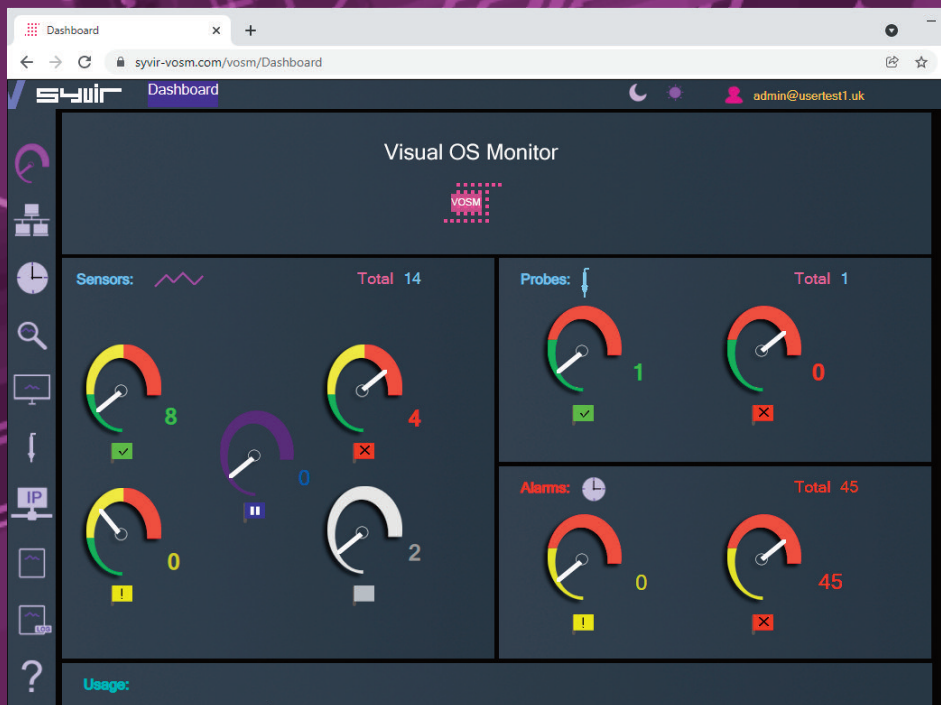 Dashboard
syvir-vosm.com/vosm/Dashboard
syvir Dashboard admin@usertest1.uk
Visual OS Monitor
VOSM
Sensors: Total 14
Probes: Total 1
8
4
0
0
2
1
0
Alarms: Total 45
0
45
IP
LOG
Usage: